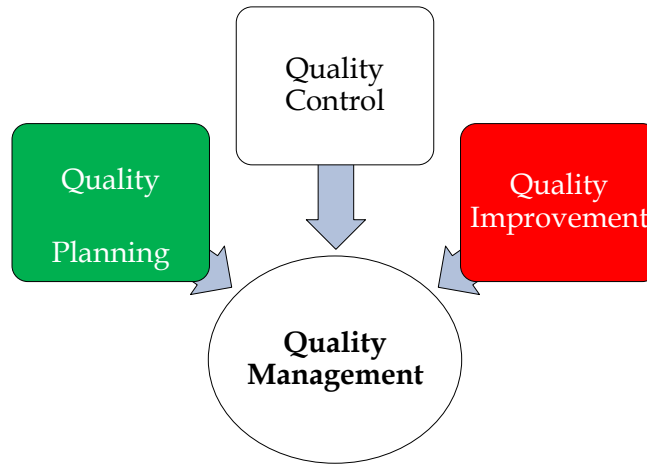 Quality
Control
Quality
Planning
Quality
Improvement
Quality
Management